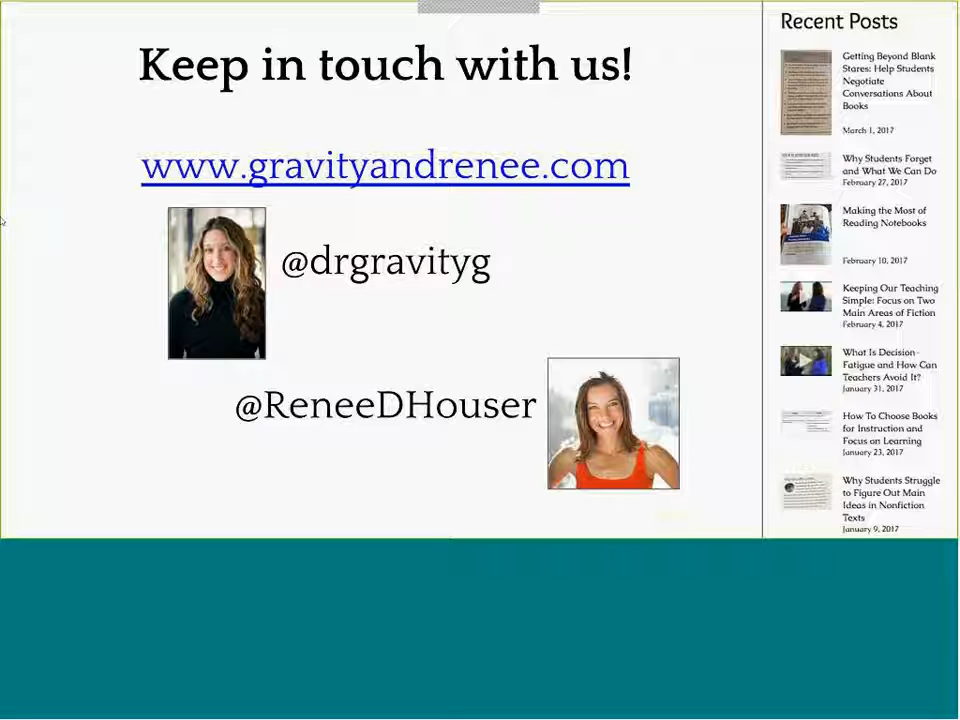 Keep in touch with us!
www.gravityandrenee.com
@drgravityg
@ReneeDHouser
Recent Posts
Getting Beyond Blank
Stares: Help Students
Negotiate
Conversations About
Books
March 1, 2017
Why Students Forget
and What We Can Do
February 27, 2017
Making the Most of
Reading Notebooks
February 10, 2017
Keeping Our Teaching
Simple: Focus on Two
Main Areas of Fiction
February 4, 2017
What Is Decision-
Fatigue and How Can
Teachers Avoid It?
January 31, 2017
How To Choose Books
for Instruction and
Focus on Learning
January 23, 2017
Why Students Struggle
to Figure Out Main
Ideas in Nonfiction
Texts
January 9, 2017